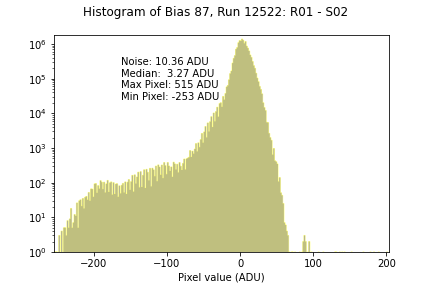 Histogram of Bias 87, Run 12522: R01 - S02
Noise: 10.36 ADU
Median:  3.27 ADU
Max Pixel: 515 ADU
Min Pixel: -253 ADU
10⁶
10⁵
10⁴
10³
10²
10¹
10⁰
−200 −100 0 100 200
Pixel value (ADU)